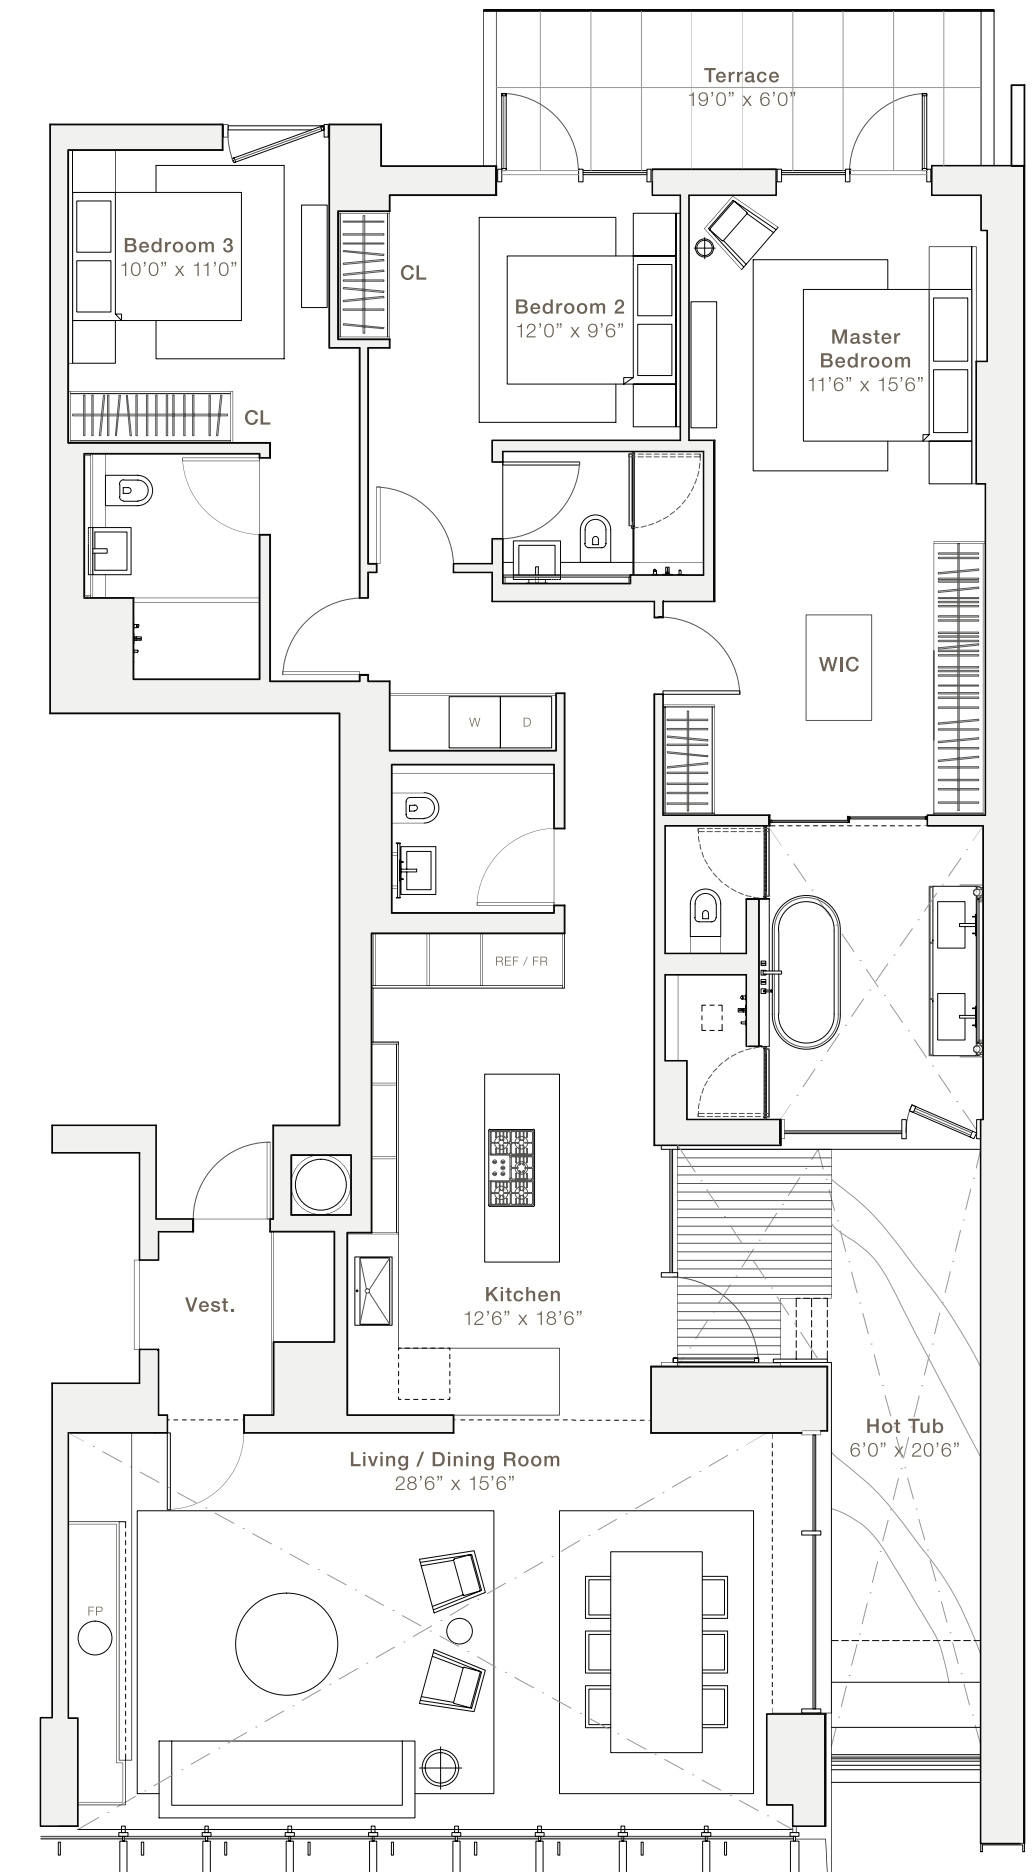 Terrace
19'0" x 6'0"
Bedroom 3
10'0" x 11'0"
CL
Bedroom 2
12'0" x 9'6"
Master
Bedroom
11'6" x 15'6"
CL
WIC
W
D
REF / FR
Kitchen
12'6" x 18'6"
Vest.
Hot Tub
6'0" x 20'6"
Living / Dining Room
28'6" x 15'6"
FP